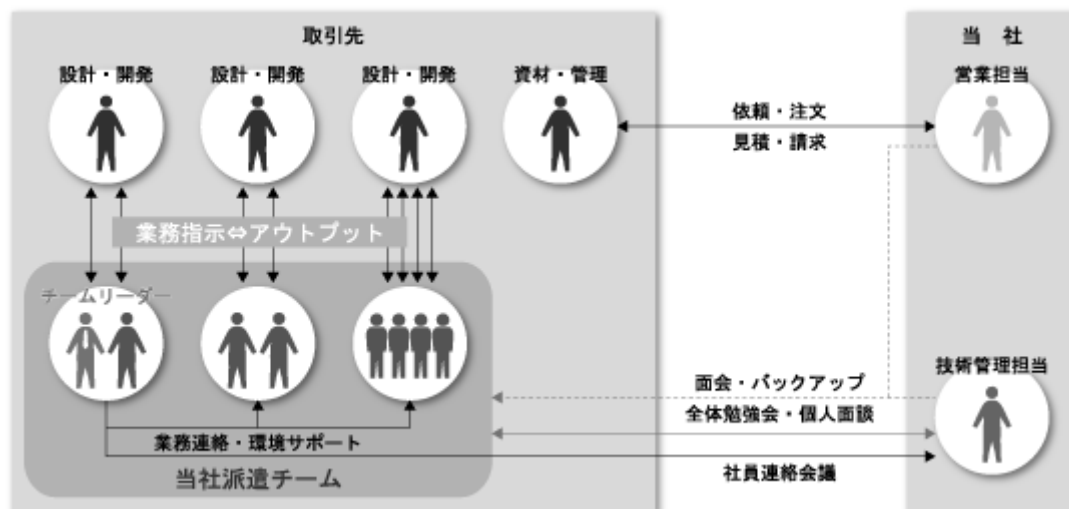 取引先
当　社
設計・開発
設計・開発
設計・開発
資材・管理
営業担当
依頼・注文
見積・請求
業務指示⇔アウトプット
チームリーダー
技術管理担当
面会・バックアップ
全体勉強会・個人面談
業務連絡・環境サポート
社員連絡会議
当社派遣チーム